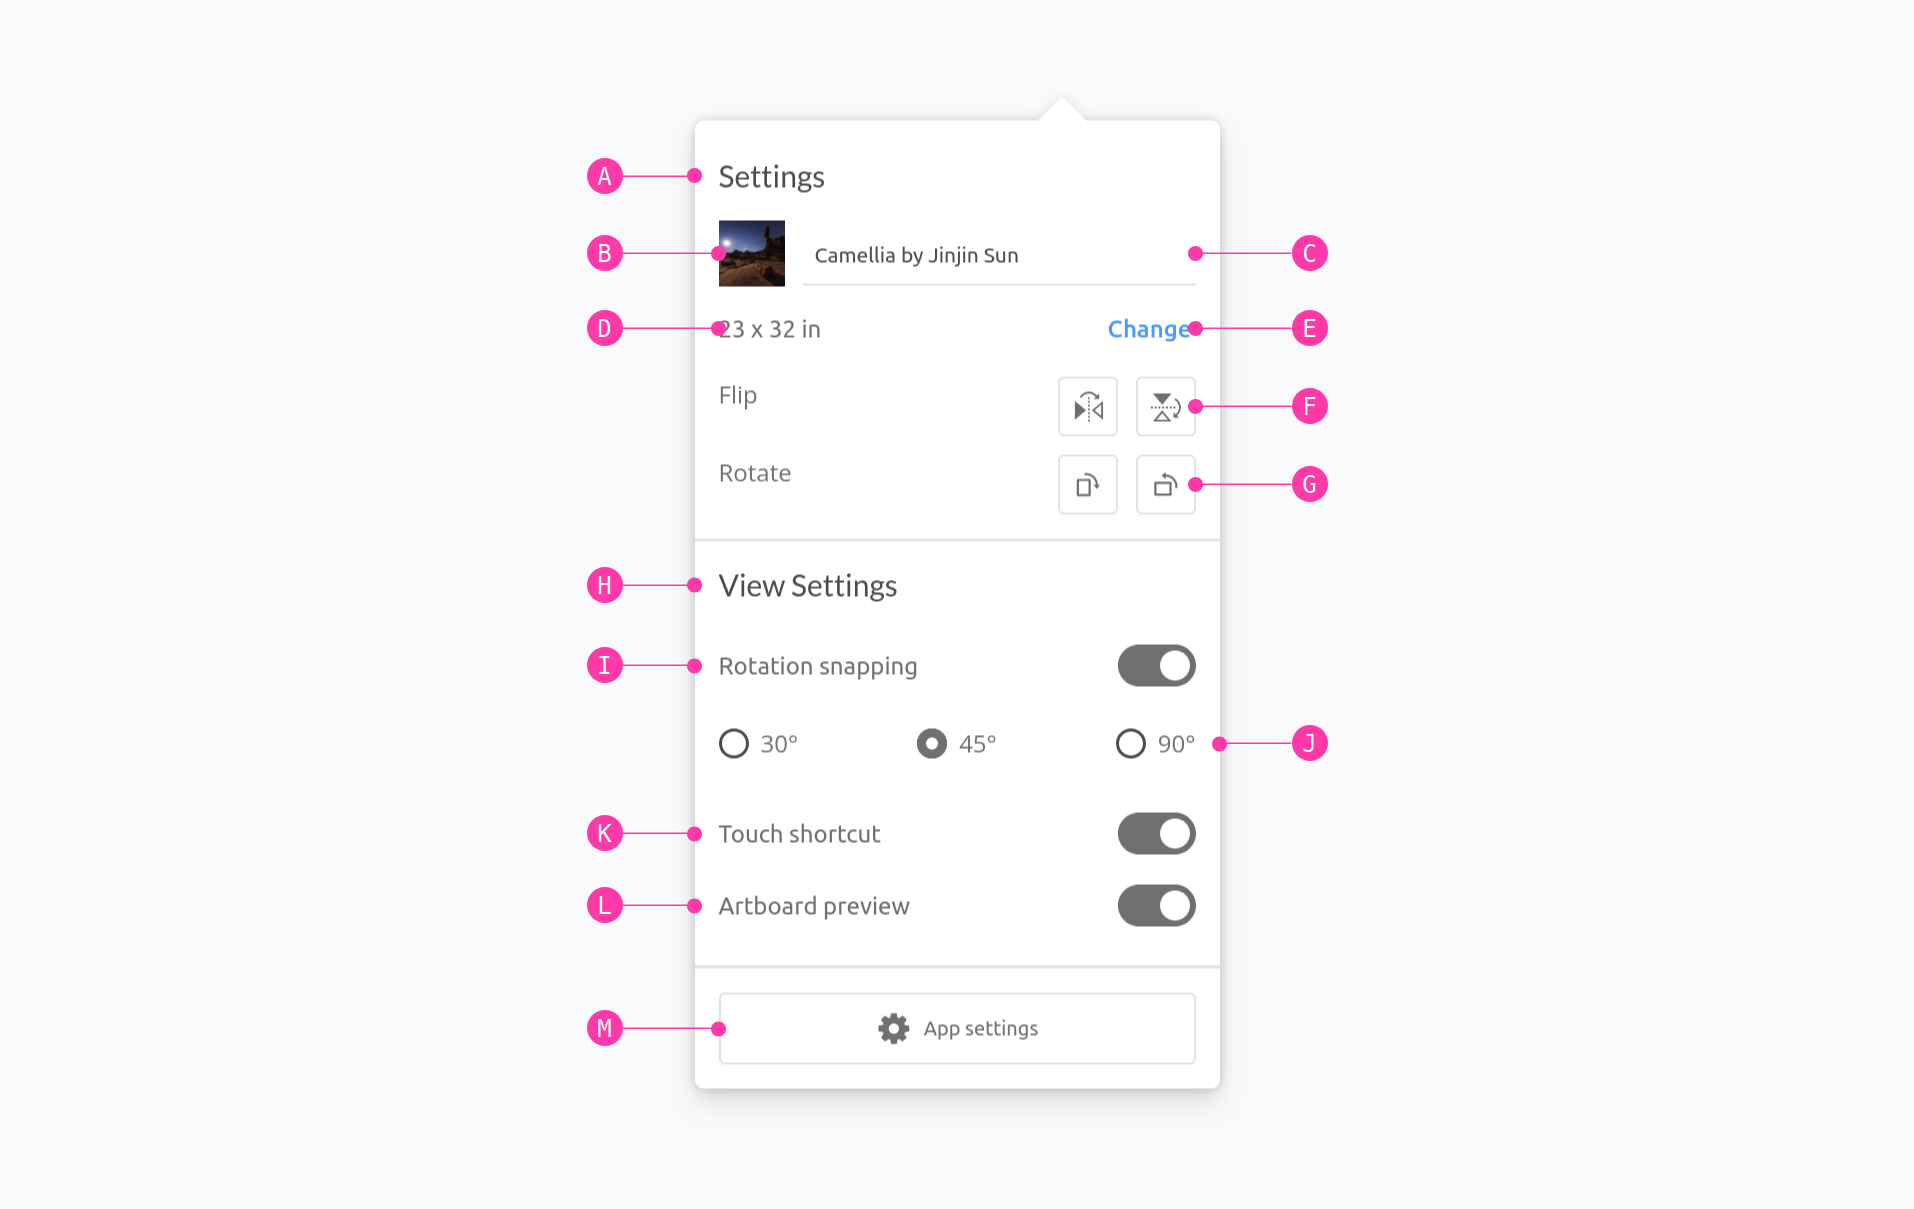 A Settings
B Camellia by Jinjin Sun C
D 23 x 32 in Change E
Flip F
Rotate G
H View Settings
I Rotation snapping
30° 45° 90° J
K Touch shortcut
L Artboard preview
M App settings